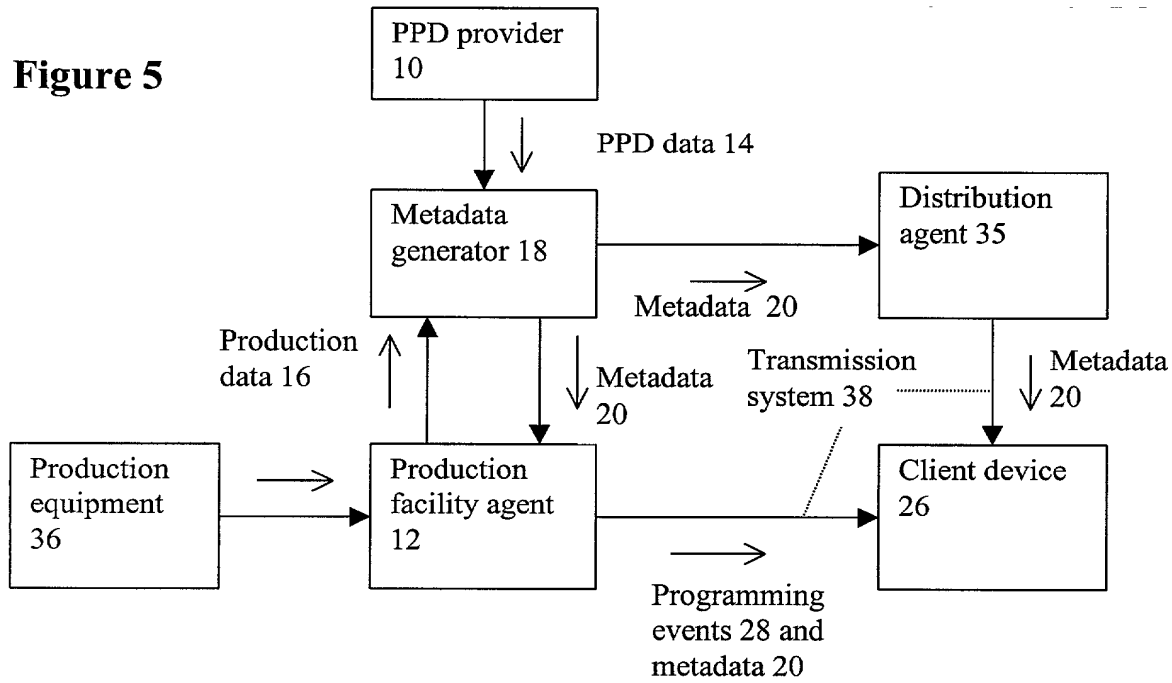 Figure 5
PPD provider
10
PPD data 14
Metadata
generator 18
Distribution
agent 35
Metadata 20
Production
data 16
Metadata
20
Transmission
system 38
Metadata
20
Production
equipment
36
Production
facility agent
12
Client device
26
Programming
events 28 and
metadata 20